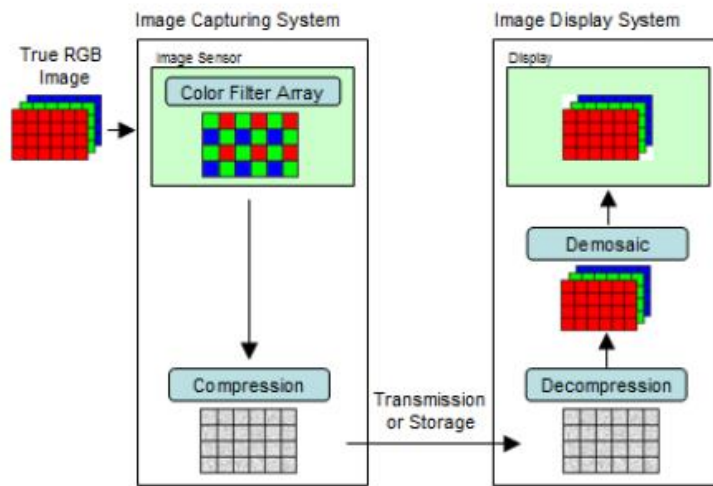 Image Capturing System
Image Display System
True RGB
Image
Image Sensor
Color Filter Array
Display
Demosaic
Compression
Transmission
or Storage
Decompression